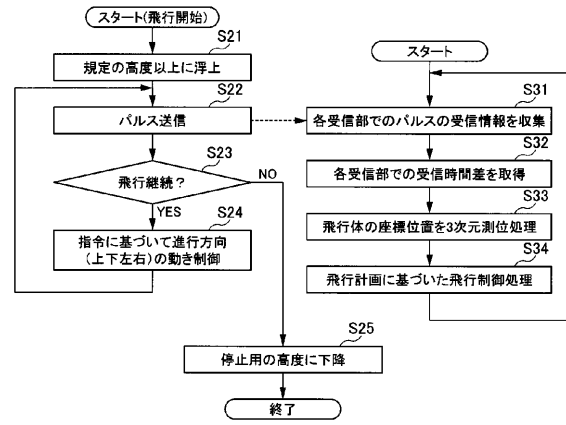 スタート(飛行開始)
S21
規定の高度以上に浮上
S22
パルス送信
S23
飛行継続?
NO
YES
S24
指令に基づいて進行方向
(上下左右)の動き制御
S25
停止用の高度に下降
終了
スタート
S31
各受信部でのパルスの受信情報を収集
S32
各受信部での受信時間差を取得
S33
飛行体の座標位置を3次元測位処理
S34
飛行計画に基づいた飛行制御処理